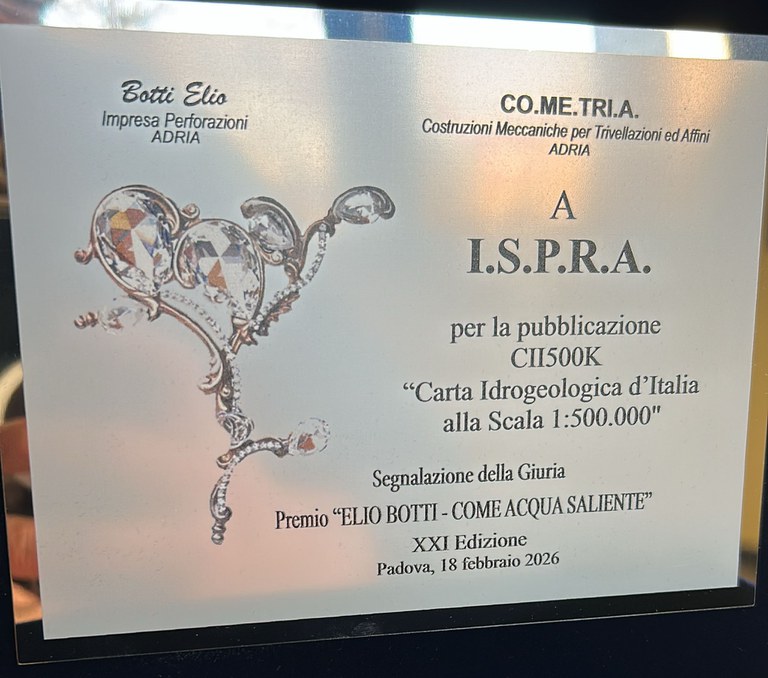 Botti Elio
Impresa Perforazioni
ADRIA
CO.ME.TRI.A.
Costruzioni Meccaniche per Trivellazioni ed Affini
ADRIA
A
I.S.P.R.A.
per la pubblicazione
CII500K
“Carta Idrogeologica d’Italia
alla Scala 1:500.000"
Segnalazione della Giuria
Premio “ELIO BOTTI - COME ACQUA SALIENTE”
XXI Edizione
Padova, 18 febbraio 2026